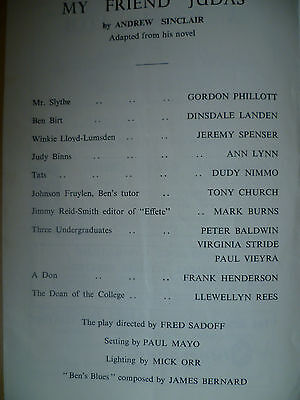 MY FRIEND JUDAS
by ANDREW SINCLAIR
Adapted from his novel
Mr. Slythe .. .. .. GORDON PHILLOTT
Ben Birt .. .. .. DINSDALE LANDEN
Winkie Lloyd-Lumsden .. .. JEREMY SPENSER
Judy Binns .. .. .. ANN LYNN
Tats .. .. .. .. DUDY NIMMO
Johnson Fruylen, Ben's tutor .. .. TONY CHURCH
Jimmy Reid-Smith editor of "Effete" .. MARK BURNS
Three Undergraduates .. .. PETER BALDWIN
VIRGINIA STRIDE
PAUL VIEYRA
A Don .. .. .. FRANK HENDERSON
The Dean of the College .. .. LLEWELLYN REES
The play directed by FRED SADOFF
Setting by PAUL MAYO
Lighting by MICK ORR
"Ben's Blues" composed by JAMES BERNARD